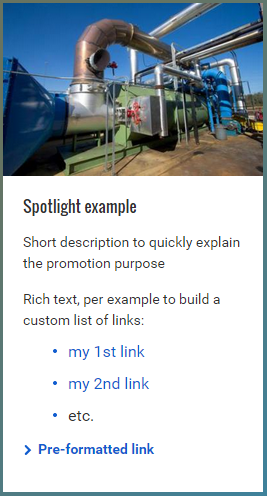 Spotlight example
Short description to quickly explain
the promotion purpose
Rich text, per example to build a
custom list of links:
• my 1st link
• my 2nd link
• etc.
Pre-formatted link